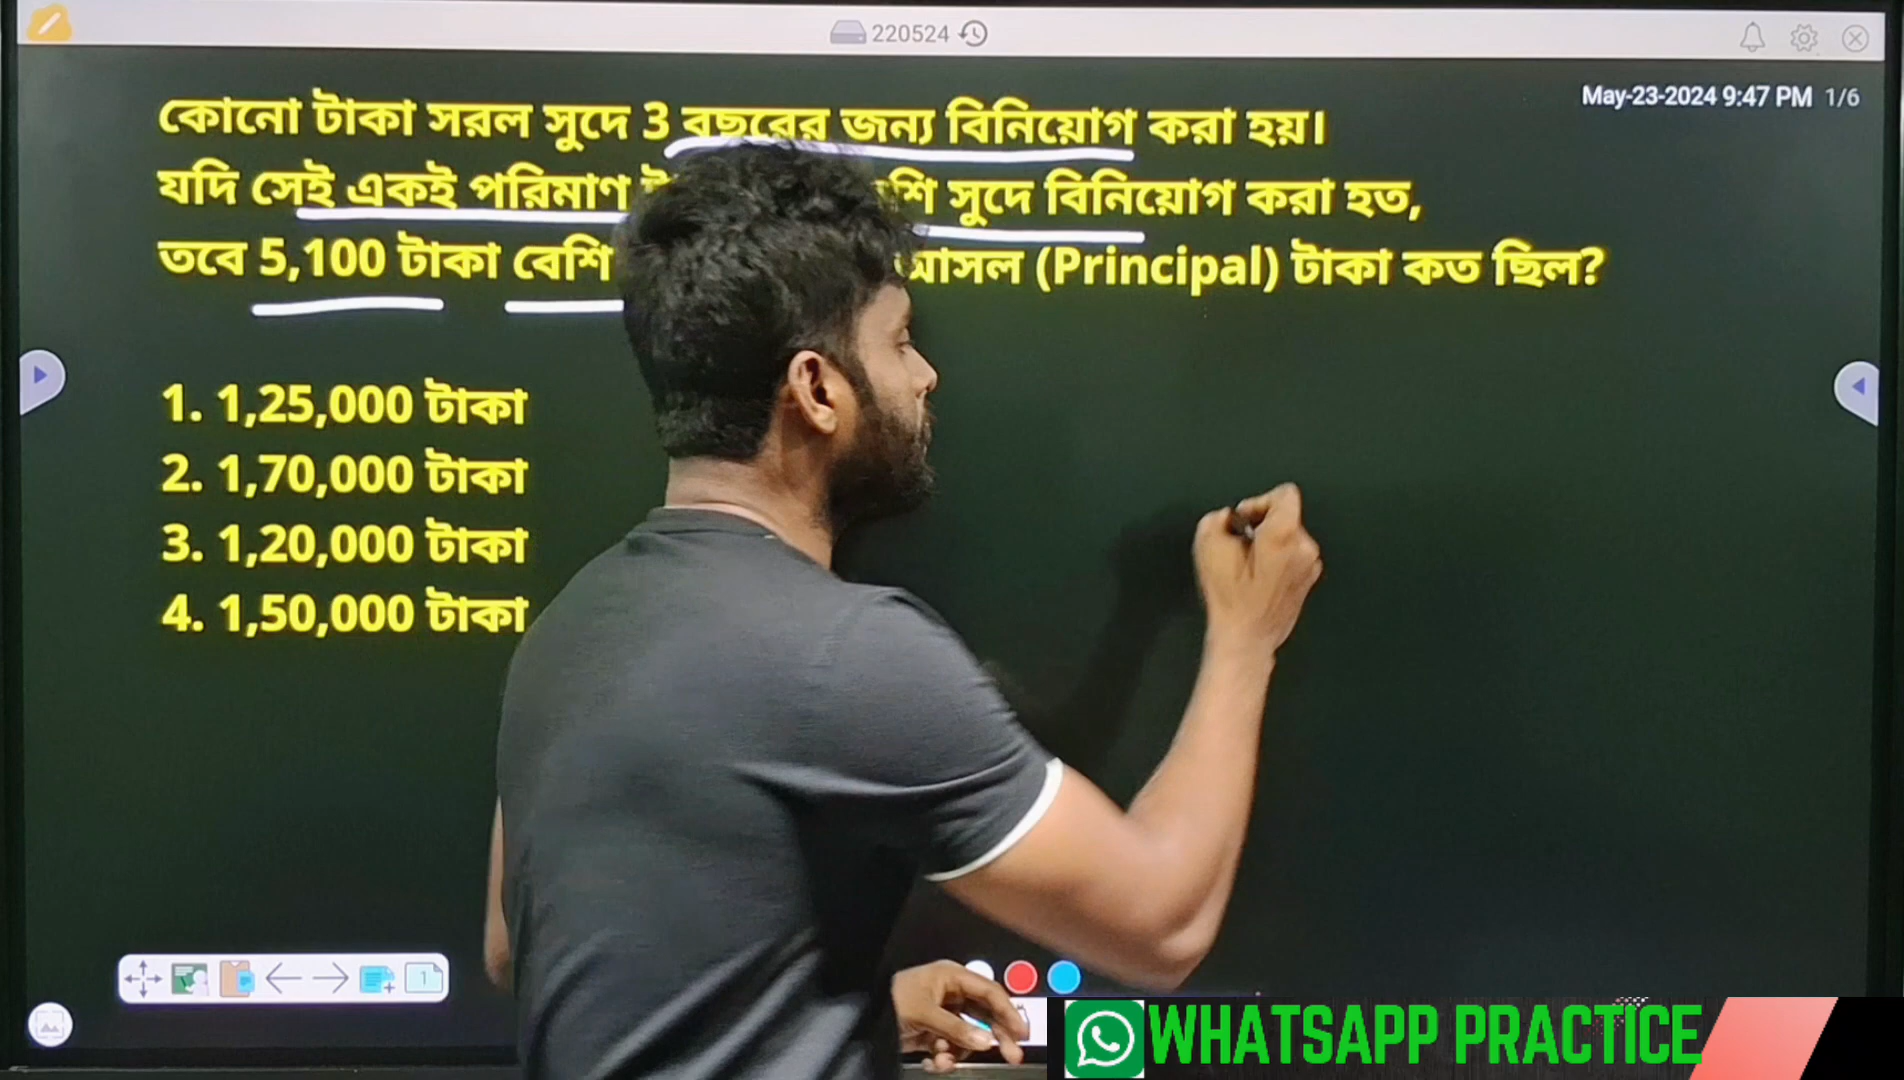 220524
May-23-2024 9:47 PM 1/6
কোনো টাকা সরল সুদে 3 বছরের জন্য বিনিয়োগ করা হয়।
যদি সেই একই পরিমাণ সুদে বিনিয়োগ করা হত,
তবে 5,100 টাকা বেশি আসল (Principal) টাকা কত ছিল?
1. 1,25,000 টাকা
2. 1,70,000 টাকা
3. 1,20,000 টাকা
4. 1,50,000 টাকা
1
WHATSAPP PRACTICE